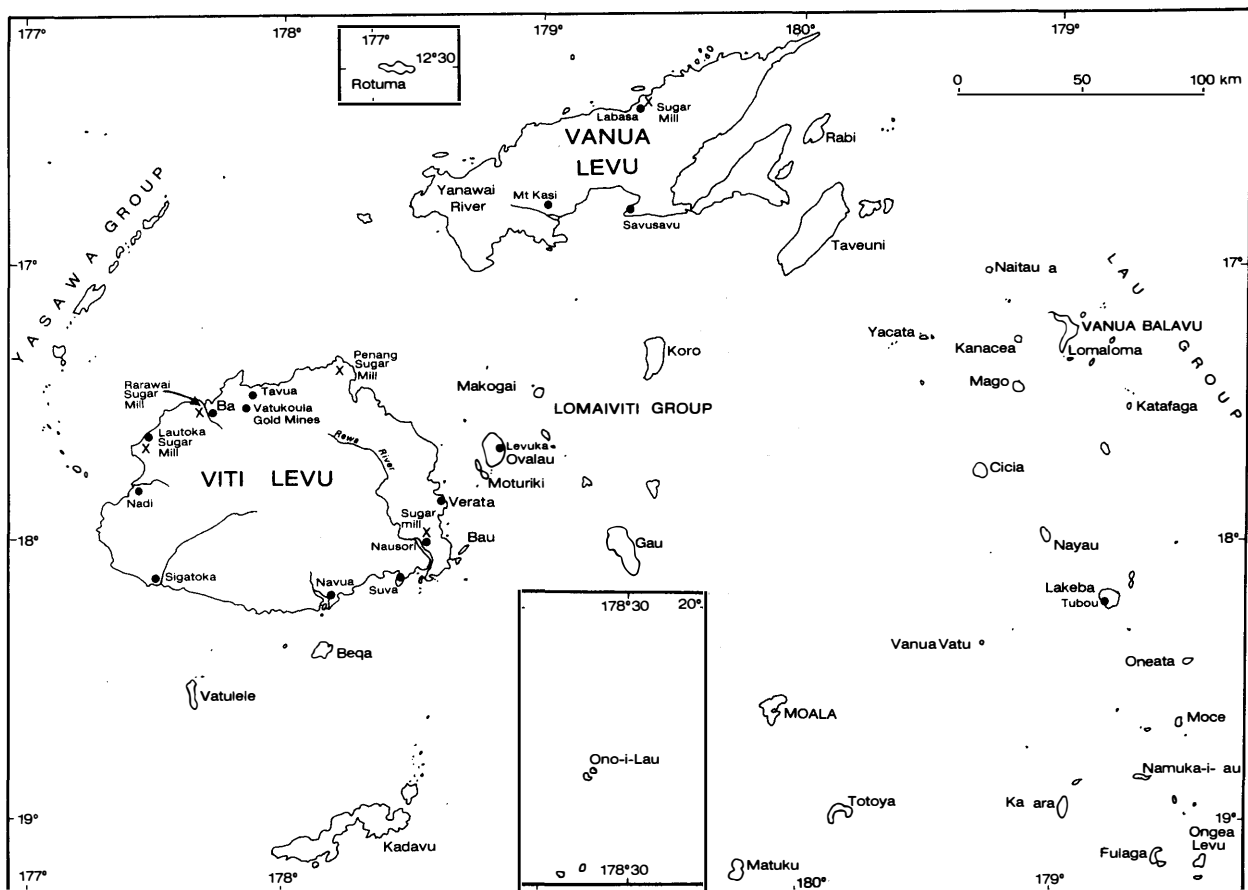 177°
178°
179°
180°
179°
177°
12°30
Rotuma
0 50 100 km
Labasa
Sugar
Mill
VANUA
LEVU
Rabi
Yanawai
River
Mt Kasi
Savusavu
Taveuni
YASAWA GROUP
17°
17°
Naitau a
LAU GROUP
Yacata
Kanacea
VANUA BALAVU
Lomaloma
Mago
Katafaga
Koro
Makogai
LOMAIVITI GROUP
Penang
Sugar
Mill
Rarawai
Sugar
Mill
Ba
Tavua
Vatukoula
Gold Mines
Lautoka
Sugar
Mill
Rewa
River
Levuka
Ovalau
Moturiki
Cicia
VITI LEVU
Nadi
Verata
Sugar
mill
Nausori
Bau
Gau
18°
18°
Nayau
Sigatoka
Navua
Suva
Lakeba
Tubou
178°30 20°
Beqa
Vanua Vatu
Oneata
Vatulele
MOALA
Moce
Ono-i-Lau
Namuka-i- au
Totoya
Ka ara
19°
19°
Kadavu
Ongea
Levu
Fulaga
Matuku
178°30
177°
178°
180°
179°